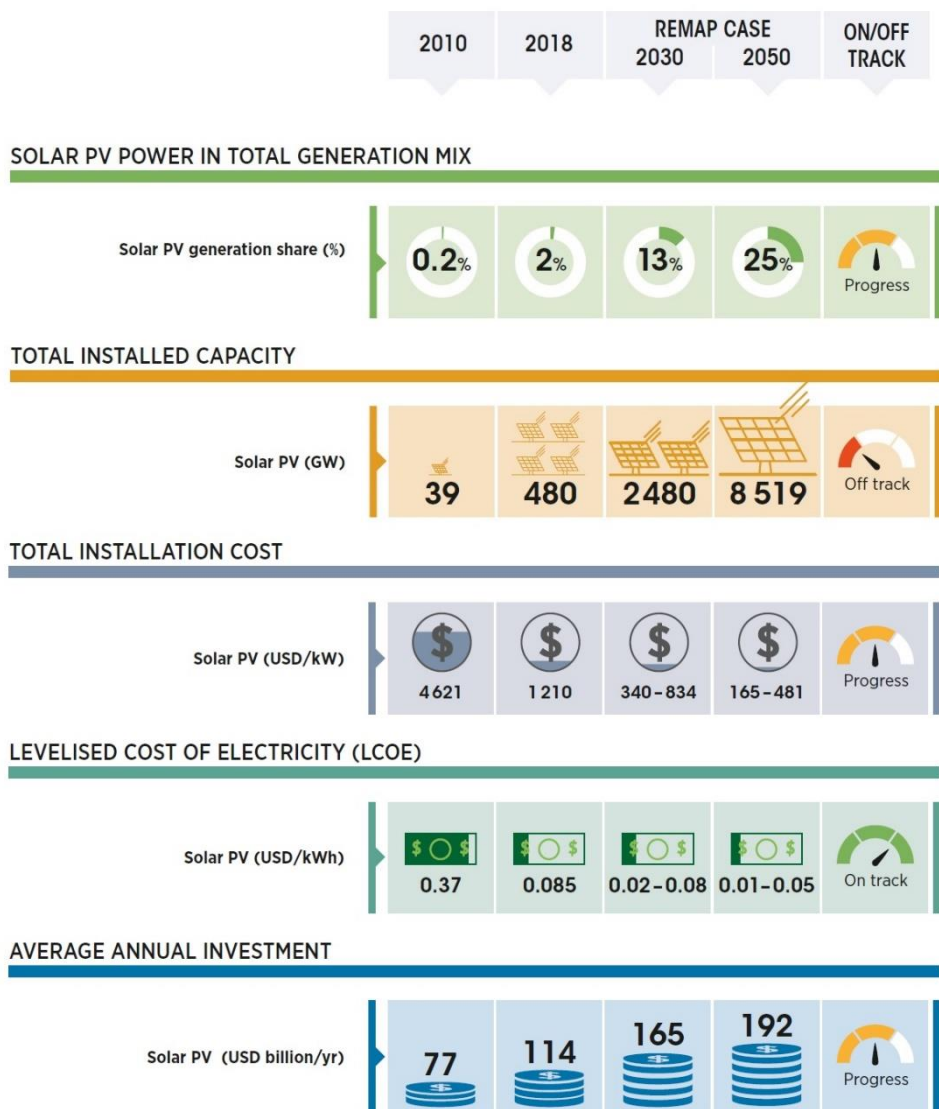 2010 2018 REMAP CASE ON/OFF
2030 2050 TRACK
SOLAR PV POWER IN TOTAL GENERATION MIX
Solar PV generation share (%) 0.2% 2% 13% 25%
Progress
TOTAL INSTALLED CAPACITY
Solar PV (GW) 39 480 2480 8 519 Off track
TOTAL INSTALLATION COST
$ $ $ $
Solar PV (USD/kW) 4 621 1 210 340–834 165–481 Progress
LEVELISED COST OF ELECTRICITY (LCOE)
$ $ $ $ $ $ $ $
Solar PV (USD/kWh) 0.37 0.085 0.02–0.08 0.01–0.05 On track
AVERAGE ANNUAL INVESTMENT
Solar PV (USD billion/yr) 77 114 165 192 Progress
$ $ $ $